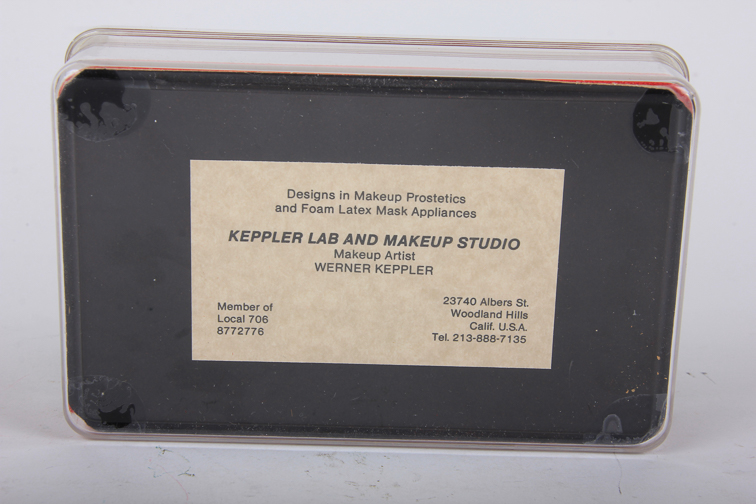 Designs in Makeup Prostetics
and Foam Latex Mask Appliances
KEPPLER LAB AND MAKEUP STUDIO
Makeup Artist
WERNER KEPPLER
Member of
Local 706
8772776
23740 Albers St.
Woodland Hills
Calif. U.S.A.
Tel. 213-888-7135